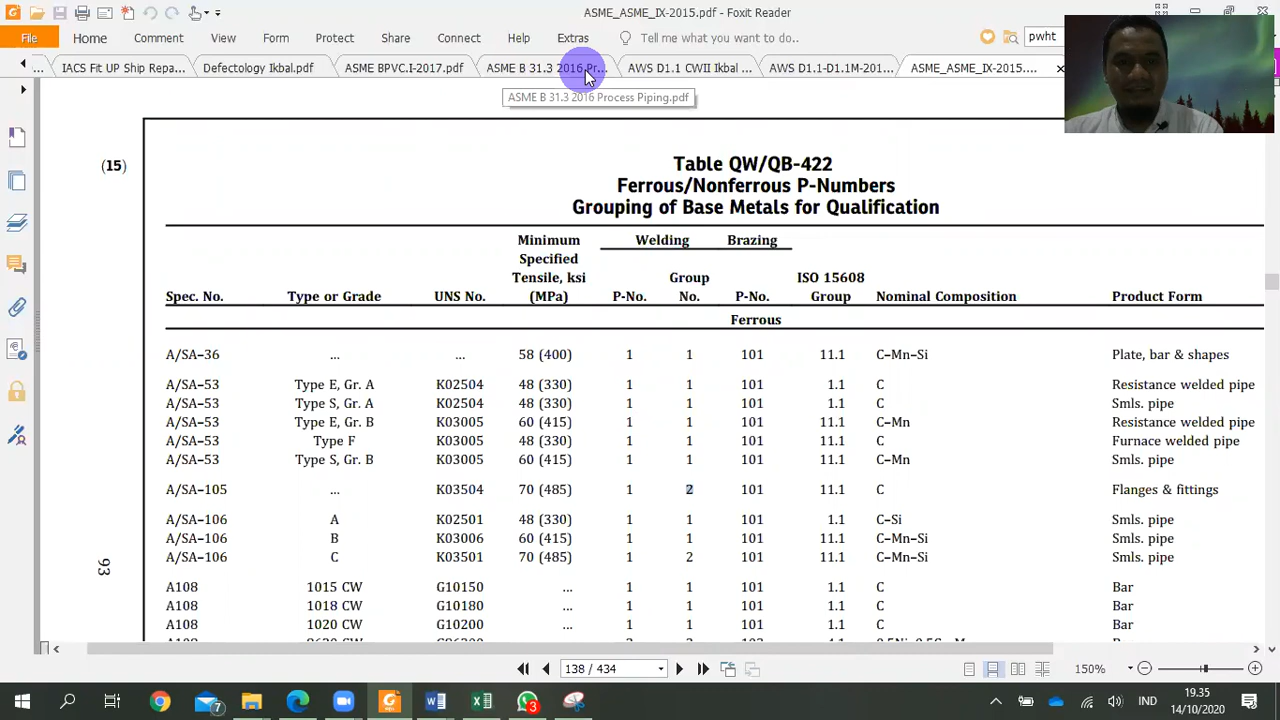 ASME_ASME_IX-2015.pdf - Foxit Reader
File Home Comment View Form Protect Share Connect Help Extras Tell me what you want to do.. pwht
... IACS Fit UP Ship Repa... Defectology Ikbal.pdf ASME BPVC.I-2017.pdf ASME B 31.3 2016 Pr... AWS D1.1 CWII Ikbal ... AWS D1.1-D1.1M-201... ASME_ASME_IX-2015....
ASME B 31.3 2016 Process Piping.pdf
(15)
Table QW/QB-422
Ferrous/Nonferrous P-Numbers
Grouping of Base Metals for Qualification
Minimum Welding Brazing
Specified
Tensile, ksi Group ISO 15608
Spec. No. Type or Grade UNS No. (MPa) P-No. No. P-No. Group Nominal Composition Product Form
Ferrous
A/SA–36 ... ... 58 (400) 1 1 101 11.1 C–Mn–Si Plate, bar & shapes
A/SA–53 Type E, Gr. A K02504 48 (330) 1 1 101 1.1 C Resistance welded pipe
A/SA–53 Type S, Gr. A K02504 48 (330) 1 1 101 1.1 C Smls. pipe
A/SA–53 Type E, Gr. B K03005 60 (415) 1 1 101 11.1 C–Mn Resistance welded pipe
A/SA–53 Type F K03005 48 (330) 1 1 101 11.1 C Furnace welded pipe
A/SA–53 Type S, Gr. B K03005 60 (415) 1 1 101 11.1 C–Mn Smls. pipe
A/SA–105 ... K03504 70 (485) 1 2 101 11.1 C Flanges & fittings
A/SA–106 A K02501 48 (330) 1 1 101 1.1 C–Si Smls. pipe
A/SA–106 B K03006 60 (415) 1 1 101 11.1 C–Mn–Si Smls. pipe
A/SA–106 C K03501 70 (485) 1 2 101 11.1 C–Mn–Si Smls. pipe
93
A108 1015 CW G10150 ... 1 1 101 1.1 C Bar
A108 1018 CW G10180 ... 1 1 101 1.1 C Bar
A108 1020 CW G10200 ... 1 1 101 1.1 C Bar
138 / 434 150%
7 3 IND 19.35
14/10/2020